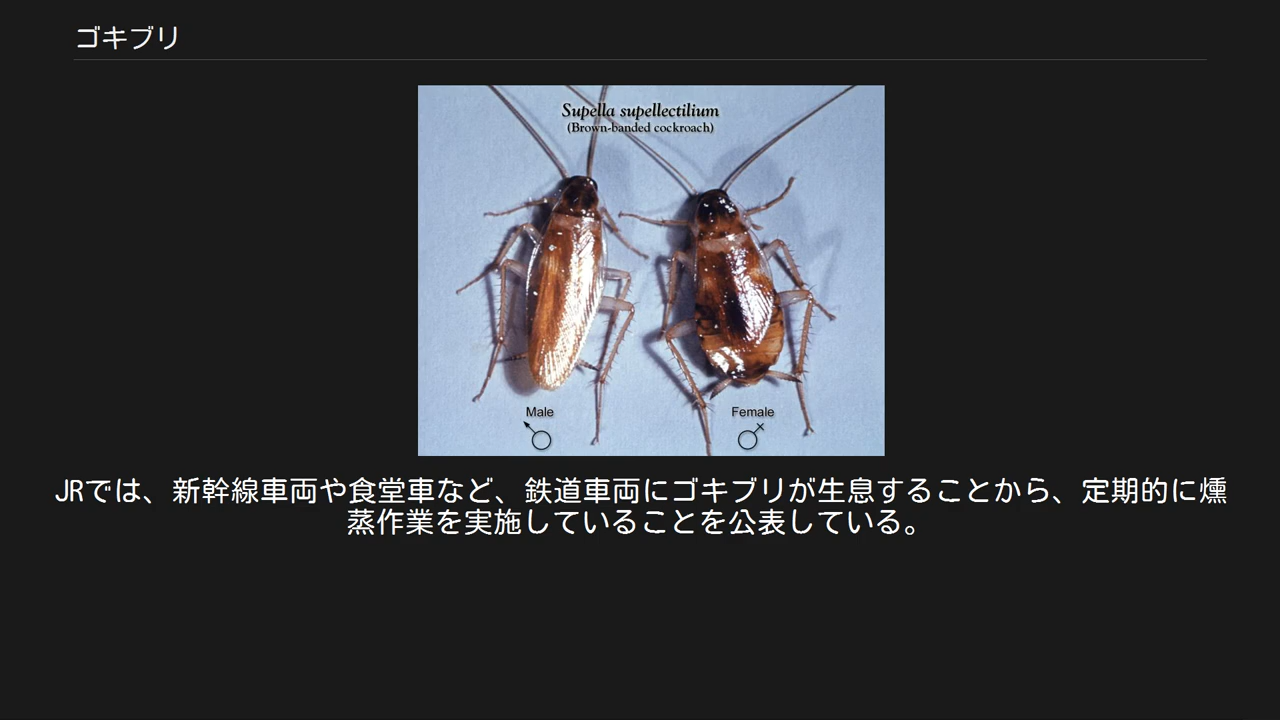 ゴキブリ
Supella supellectilium
(Brown-banded cockroach)
Male
Female
JRでは、新幹線車両や食堂車など、鉄道車両にゴキブリが生息することから、定期的に燻
蒸作業を実施していることを公表している。